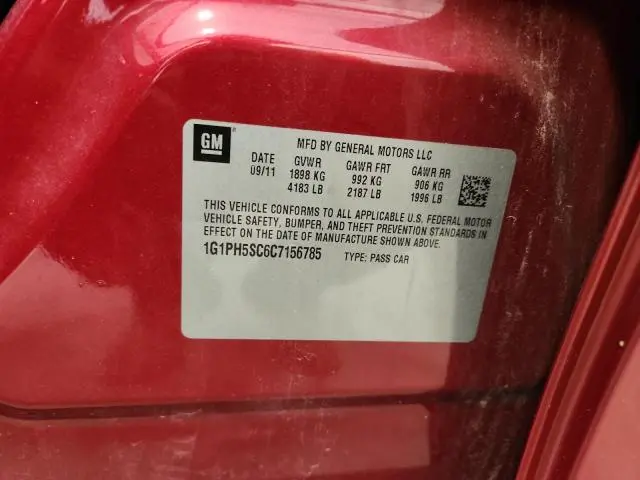 GM
MFD BY GENERAL MOTORS LLC
DATE GVWR GAWR FRT GAWR RR
09/11 1898 KG 992 KG 906 KG
4183 LB 2187 LB 1996 LB
THIS VEHICLE CONFORMS TO ALL APPLICABLE U.S. FEDERAL MOTOR
VEHICLE SAFETY, BUMPER, AND THEFT PREVENTION STANDARDS IN
EFFECT ON THE DATE OF MANUFACTURE SHOWN ABOVE.
1G1PH5SC6C7156785 TYPE: PASS CAR